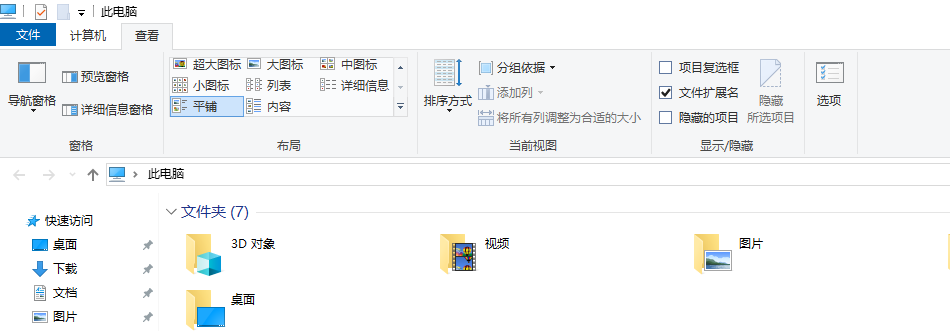 此电脑
文件 计算机 查看
超大图标 大图标 中图标
小图标 列表 详细信息
平铺 内容
导航窗格
预览窗格
详细信息窗格
排序方式
分组依据
添加列
将所有列调整为合适的大小
项目复选框
文件扩展名
隐藏的项目
隐藏
所选项目
选项
窗格 布局 当前视图 显示/隐藏
此电脑
快速访问
桌面
下载
文档
图片
文件夹 (7)
3D 对象 视频 图片
桌面